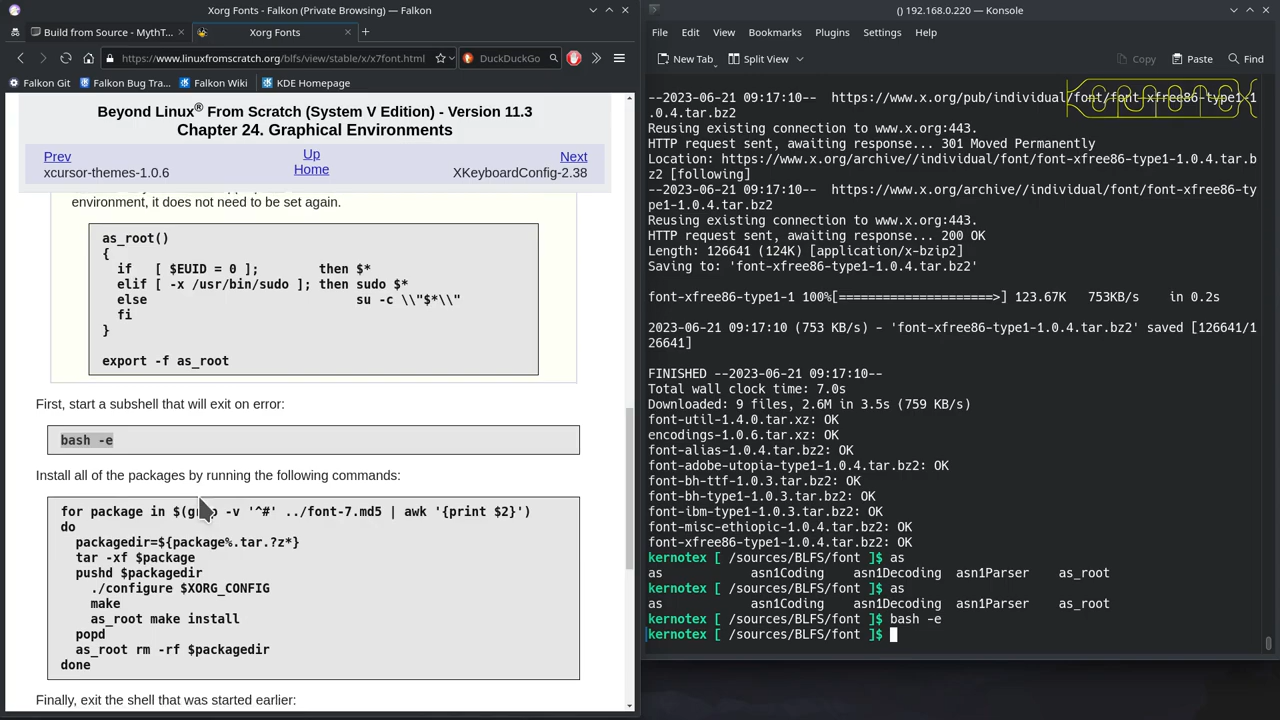 Xorg Fonts - Falkon (Private Browsing) — Falkon
Build from Source - MythT...
Xorg Fonts
https://www.linuxfromscratch.org/blfs/view/stable/x/x7font.html
DuckDuckGo
Falkon Git
Falkon Bug Tra...
Falkon Wiki
KDE Homepage
Beyond Linux® From Scratch (System V Edition) - Version 11.3
Chapter 24. Graphical Environments
Prev
Up
Next
xcursor-themes-1.0.6
Home
XKeyboardConfig-2.38
environment, it does not need to be set again.
as_root()
{
if [ $EUID = 0 ]; then $*
elif [ -x /usr/bin/sudo ]; then sudo $*
else su -c \\"$*\\"
fi
}
export -f as_root
First, start a subshell that will exit on error:
bash -e
Install all of the packages by running the following commands:
for package in $(grep -v '^#' ../font-7.md5 | awk '{print $2}')
do
packagedir=${package%.tar.?z*}
tar -xf $package
pushd $packagedir
./configure $XORG_CONFIG
make
as_root make install
popd
as_root rm -rf $packagedir
done
Finally, exit the shell that was started earlier:
() 192.168.0.220 — Konsole
File Edit View Bookmarks Plugins Settings Help
New Tab
Split View
Copy
Paste
Find
--2023-06-21 09:17:10-- https://www.x.org/pub/individual/font/font-xfree86-type1-1
.0.4.tar.bz2
Reusing existing connection to www.x.org:443.
HTTP request sent, awaiting response... 301 Moved Permanently
Location: https://www.x.org/archive//individual/font/font-xfree86-type1-1.0.4.tar.b
z2 [following]
--2023-06-21 09:17:10-- https://www.x.org/archive//individual/font/font-xfree86-ty
pe1-1.0.4.tar.bz2
Reusing existing connection to www.x.org:443.
HTTP request sent, awaiting response... 200 OK
Length: 126641 (124K) [application/x-bzip2]
Saving to: 'font-xfree86-type1-1.0.4.tar.bz2'
font-xfree86-type1-1 100%[=====================>] 123.67K 753KB/s in 0.2s
2023-06-21 09:17:10 (753 KB/s) - 'font-xfree86-type1-1.0.4.tar.bz2' saved [126641/1
26641]
FINISHED --2023-06-21 09:17:10--
Total wall clock time: 7.0s
Downloaded: 9 files, 2.6M in 3.5s (759 KB/s)
font-util-1.4.0.tar.xz: OK
encodings-1.0.6.tar.xz: OK
font-alias-1.0.4.tar.bz2: OK
font-adobe-utopia-type1-1.0.4.tar.bz2: OK
font-bh-ttf-1.0.3.tar.bz2: OK
font-bh-type1-1.0.3.tar.bz2: OK
font-ibm-type1-1.0.3.tar.bz2: OK
font-misc-ethiopic-1.0.4.tar.bz2: OK
font-xfree86-type1-1.0.4.tar.bz2: OK
kernotex [ /sources/BLFS/font ]$ as
as asn1Coding asn1Decoding asn1Parser as_root
kernotex [ /sources/BLFS/font ]$ as
as asn1Coding asn1Decoding asn1Parser as_root
kernotex [ /sources/BLFS/font ]$ bash -e
kernotex [ /sources/BLFS/font ]$